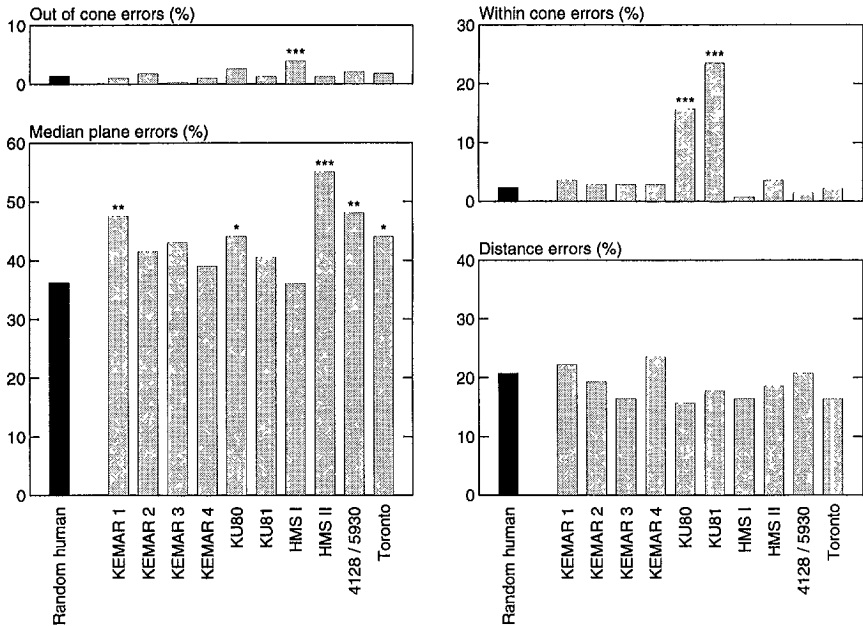 Out of cone errors (%)
10
0
***
Median plane errors (%)
60
50
40
30
20
10
0
**
*
***
**
*
Random human
KEMAR 1
KEMAR 2
KEMAR 3
KEMAR 4
KU80
KU81
HMS I
HMS II
4128 / 5930
Toronto
Within cone errors (%)
30
20
10
0
***
***
Distance errors (%)
40
30
20
10
0
Random human
KEMAR 1
KEMAR 2
KEMAR 3
KEMAR 4
KU80
KU81
HMS I
HMS II
4128 / 5930
Toronto